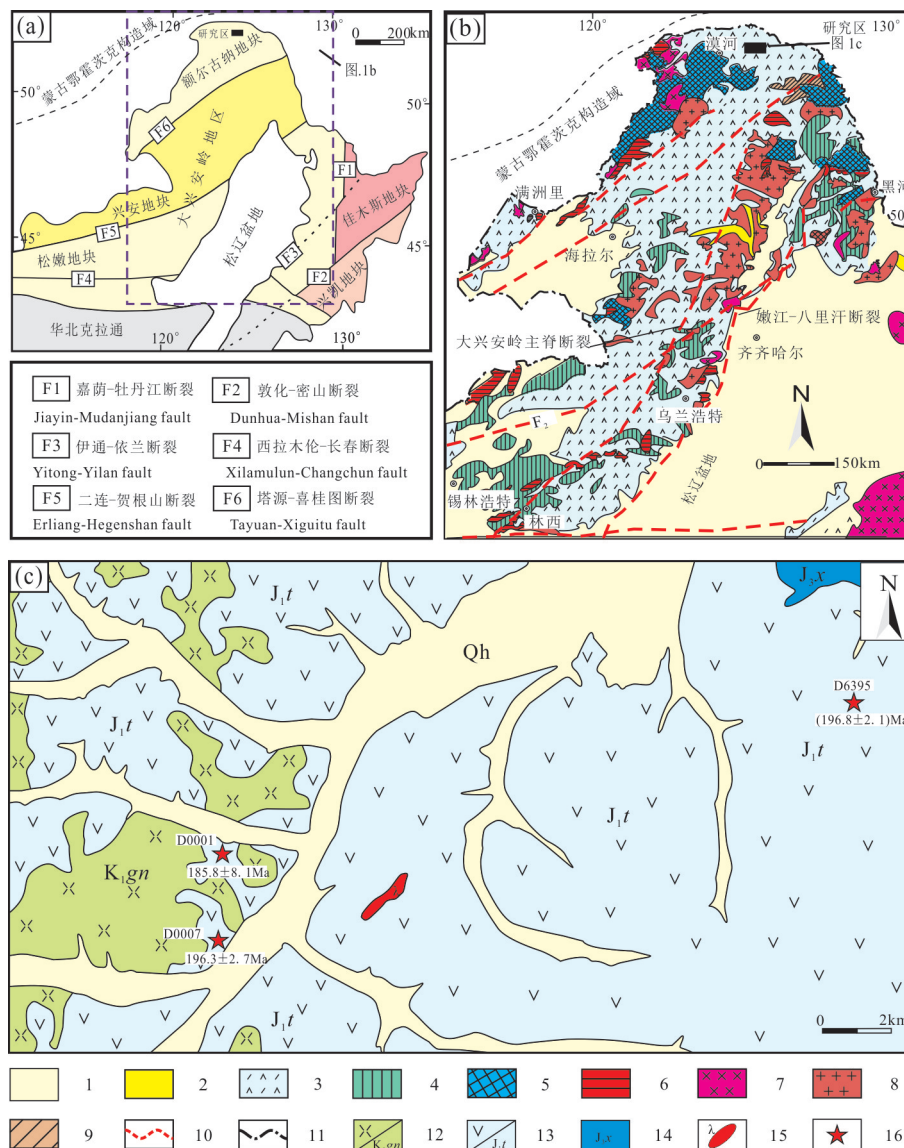 (a)
120°
130°
研究区
0 200km
蒙古鄂霍茨克构造域
额尔古纳地块
图.1b
50°
50°
F6
大兴安岭地区
F1
兴安地块
佳木斯地块
45°
F5
松辽盆地
F3
45°
松嫩地块
F2
F4
兴凯地块
华北克拉通
120°
130°
F1 嘉荫-牡丹江断裂
Jiayin-Mudanjiang fault
F2 敦化-密山断裂
Dunhua-Mishan fault
F3 伊通-依兰断裂
Yitong-Yilan fault
F4 西拉木伦-长春断裂
Xilamulun-Changchun fault
F5 二连-贺根山断裂
Erliang-Hegenshan fault
F6 塔源-喜桂图断裂
Tayuan-Xiguitu fault
(b)
120°
研究区
130°
漠河
图 1c
蒙古鄂霍茨克构造域
满洲里
黑河
50
海拉尔
嫩江-八里汗断裂
大兴安岭主脊断裂
齐齐哈尔
N
乌兰浩特
0 150km
松辽盆地
锡林浩特
林西
(c)
J₁t
J₃x
N
Qh
D6395
(196.8±2.1)Ma
J₁t
J₁t
J₁t
D0001
185.8±8.1Ma
K₁gn
D0007
196.3±2.7Ma
J₁t
0 2km
1 2 3 4 5 6 7 8
9 10 11 K₁gn 12 J₁t 13 J₃x 14 λ 15 16